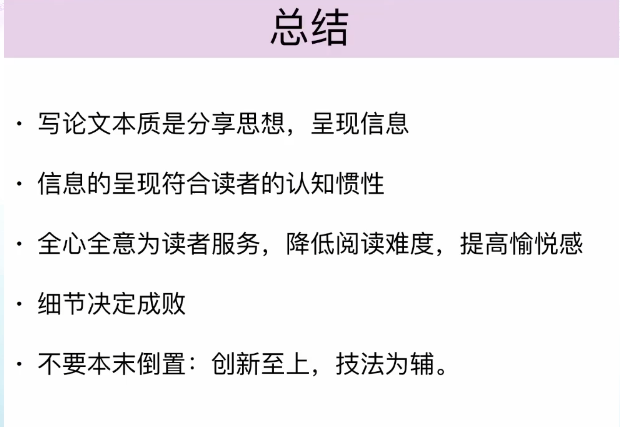 总结
· 写论文本质是分享思想，呈现信息
· 信息的呈现符合读者的认知惯性
· 全心全意为读者服务，降低阅读难度，提高愉悦感
· 细节决定成败
· 不要本末倒置：创新至上，技法为辅。